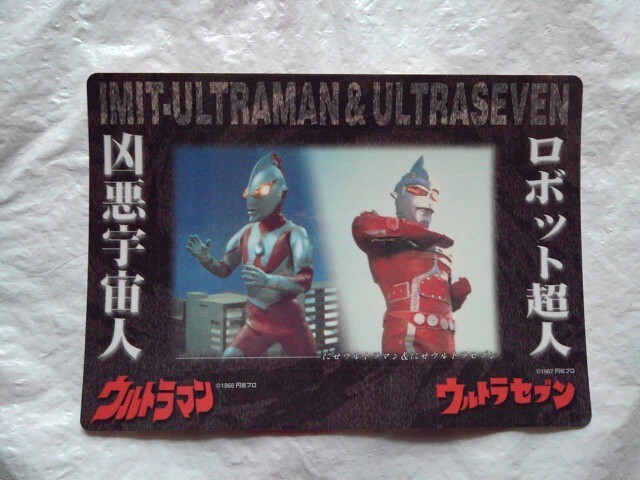 IMIT-ULTRAMAN & ULTRASEVEN
凶悪宇宙人
ロボット超人
にせウルトラマン&にせウルトラセブン
ウルトラマン
©1966 円谷プロ
©1967 円谷プロ
ウルトラセブン